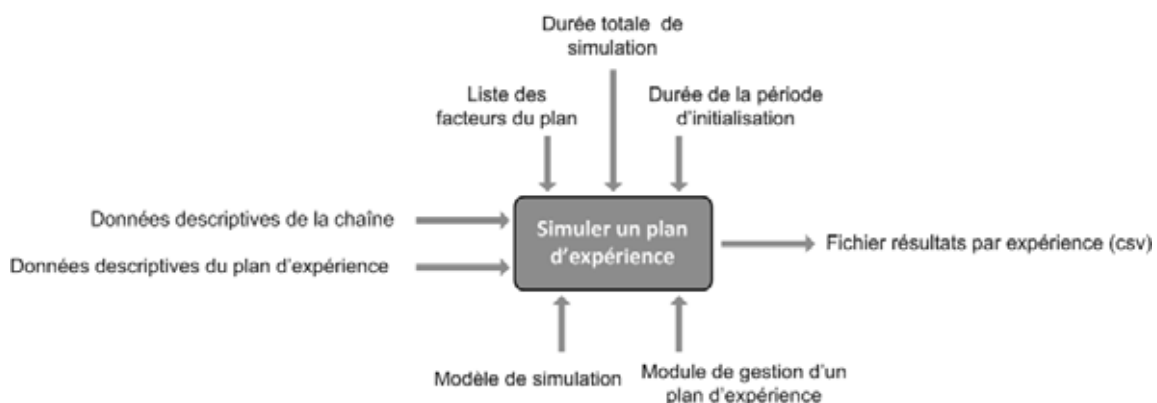 Durée totale de
simulation
Liste des
facteurs du plan
Durée de la période
d'initialisation
Données descriptives de la chaîne
Données descriptives du plan d'expérience
Simuler un plan
d'expérience
Fichier résultats par expérience (csv)
Modèle de simulation
Module de gestion d'un
plan d'expérience